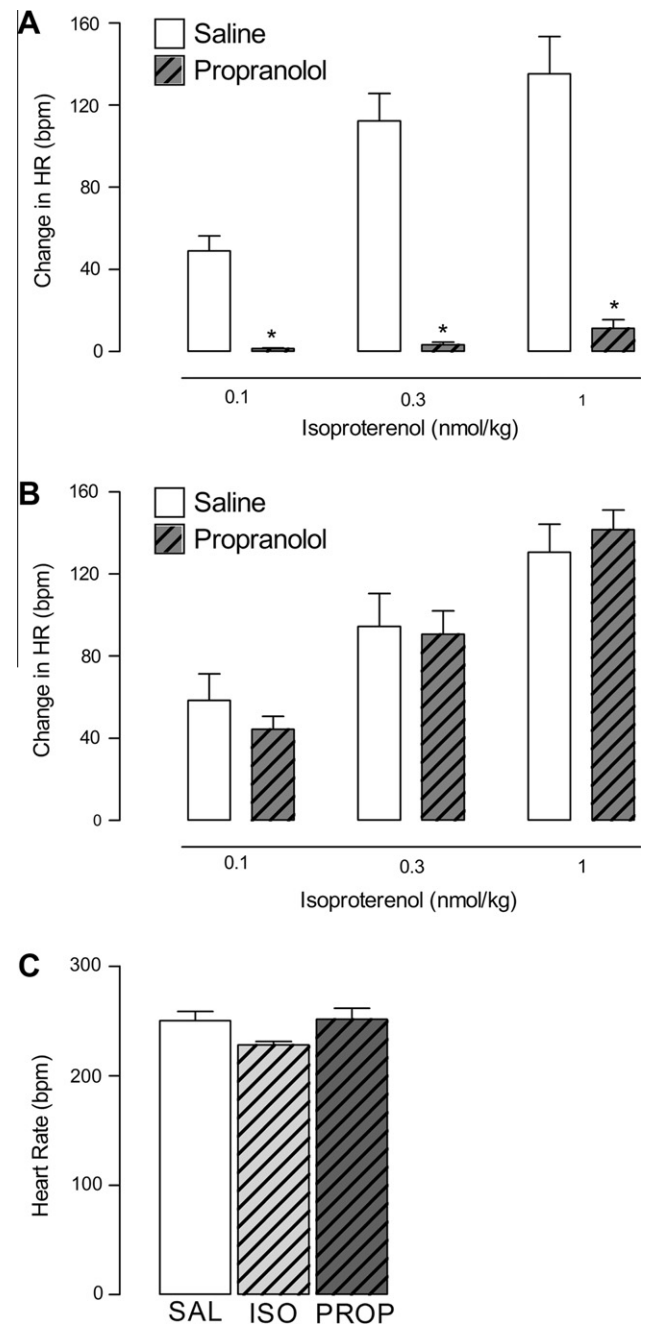 A
160
Saline
Propranolol
120
80
40
0
Change in HR (bpm)
*
*
*
0.1
0.3
1
Isoproterenol (nmol/kg)
B
160
Saline
Propranolol
120
80
40
0
Change in HR (bpm)
0.1
0.3
1
Isoproterenol (nmol/kg)
C
300
200
100
0
Heart Rate (bpm)
SAL ISO PROP